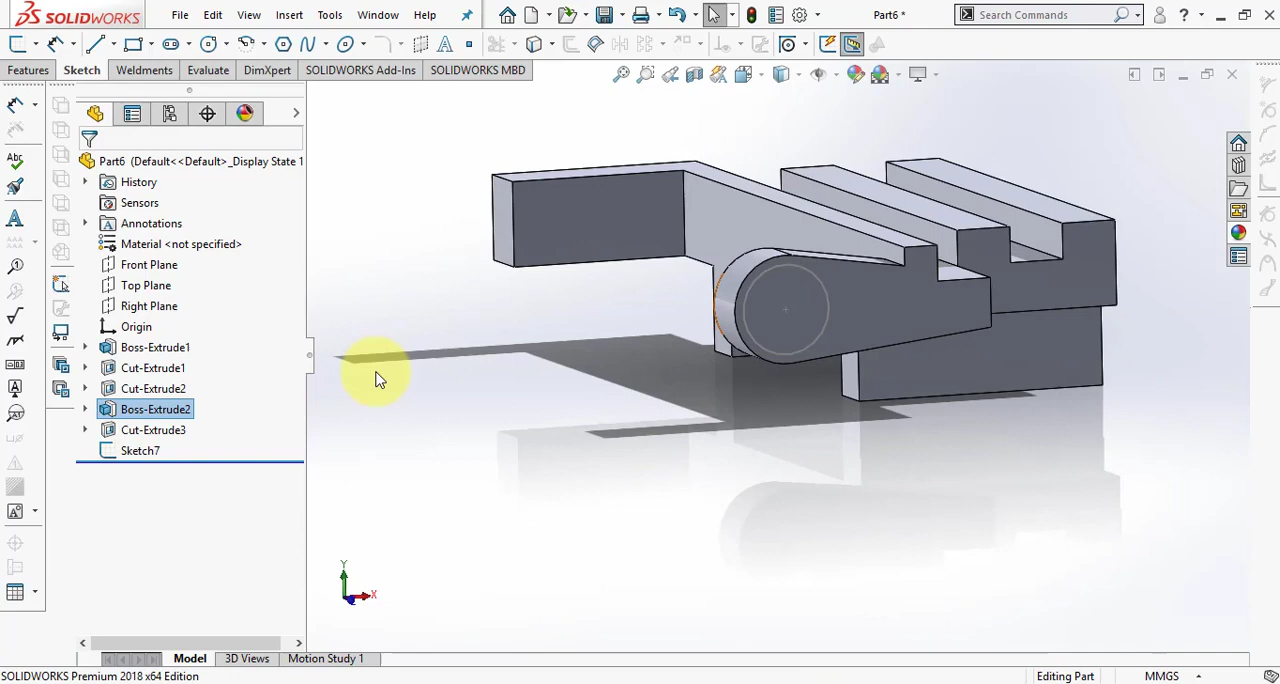 SOLIDWORKS File Edit View Insert Tools Window Help Part6 * Search Commands ?
A
Features Sketch Weldments Evaluate DimXpert SOLIDWORKS Add-Ins SOLIDWORKS MBD
Part6 (Default<<Default>_Display State 1
History
Sensors
Annotations
Material <not specified>
Front Plane
Top Plane
Right Plane
Origin
Boss-Extrude1
Cut-Extrude1
Cut-Extrude2
Boss-Extrude2
Cut-Extrude3
Sketch7
Abc
A
Y
X
Model 3D Views Motion Study 1
SOLIDWORKS Premium 2018 x64 Edition Editing Part MMGS